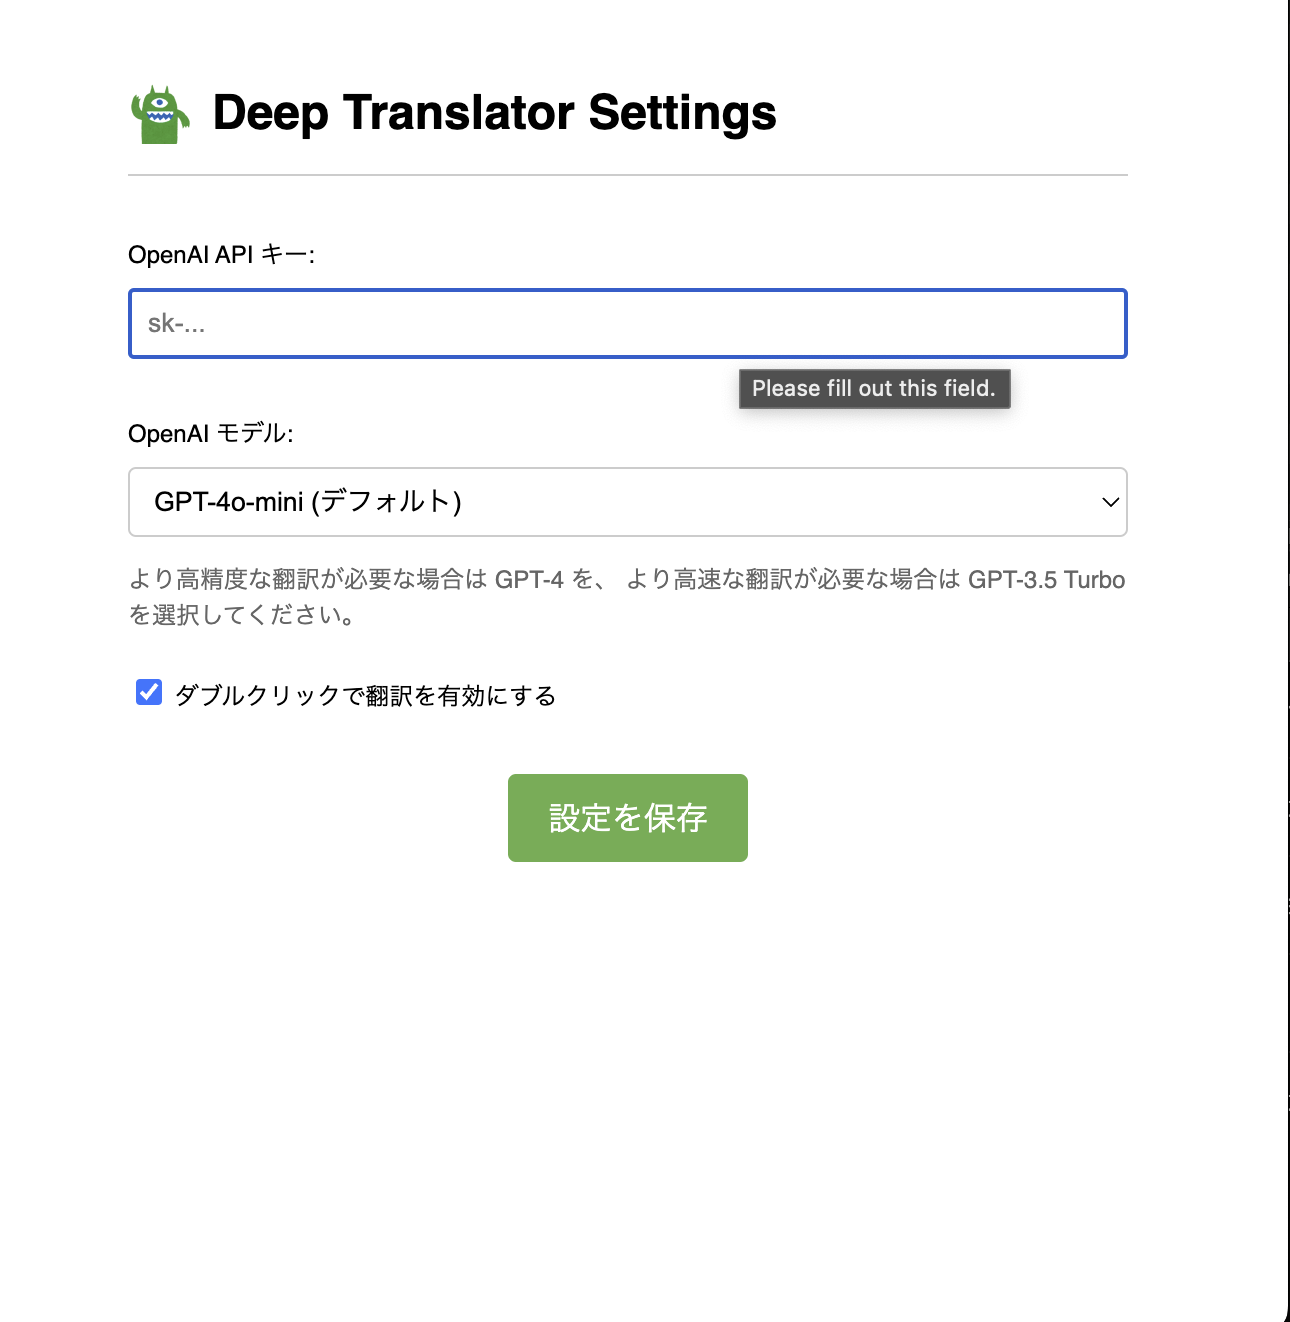 Deep Translator Settings
OpenAI API キー:
sk-...
Please fill out this field.
OpenAI モデル:
GPT-4o-mini (デフォルト)
より高精度な翻訳が必要な場合は GPT-4 を、 より高速な翻訳が必要な場合は GPT-3.5 Turbo
を選択してください。
ダブルクリックで翻訳を有効にする
設定を保存